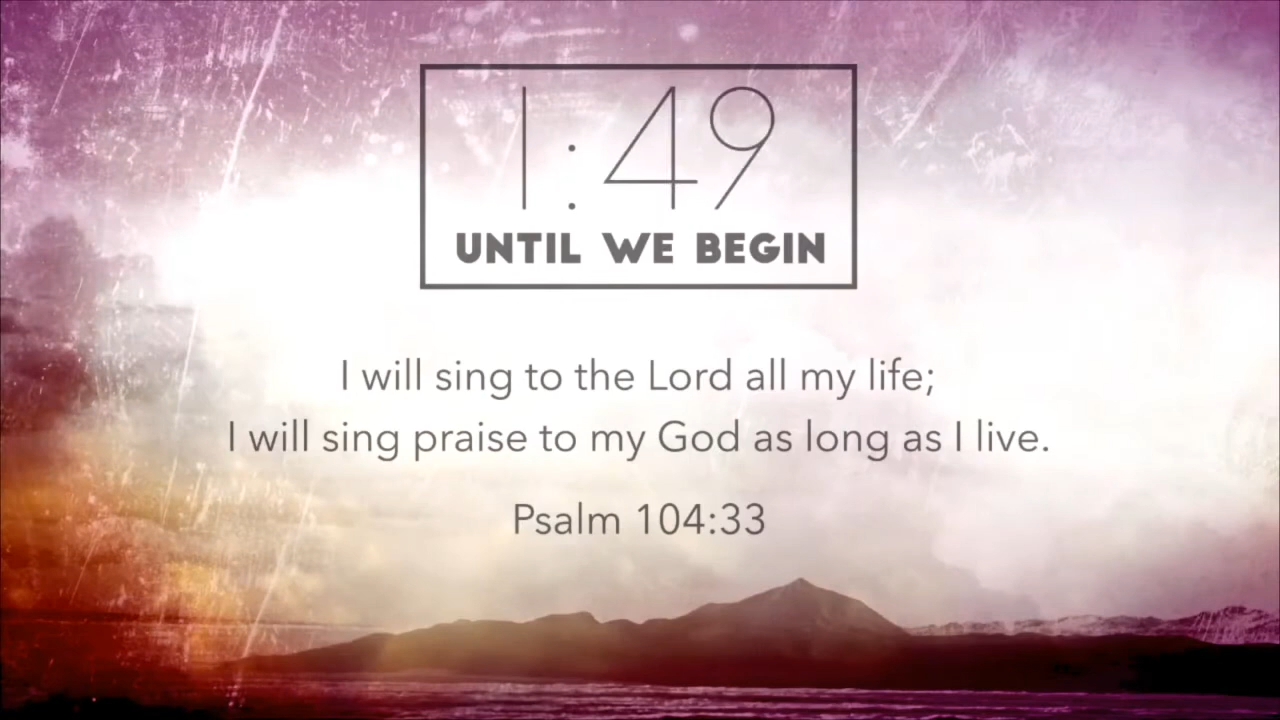 1:49
UNTIL WE BEGIN
I will sing to the Lord all my life;
I will sing praise to my God as long as I live.
Psalm 104:33